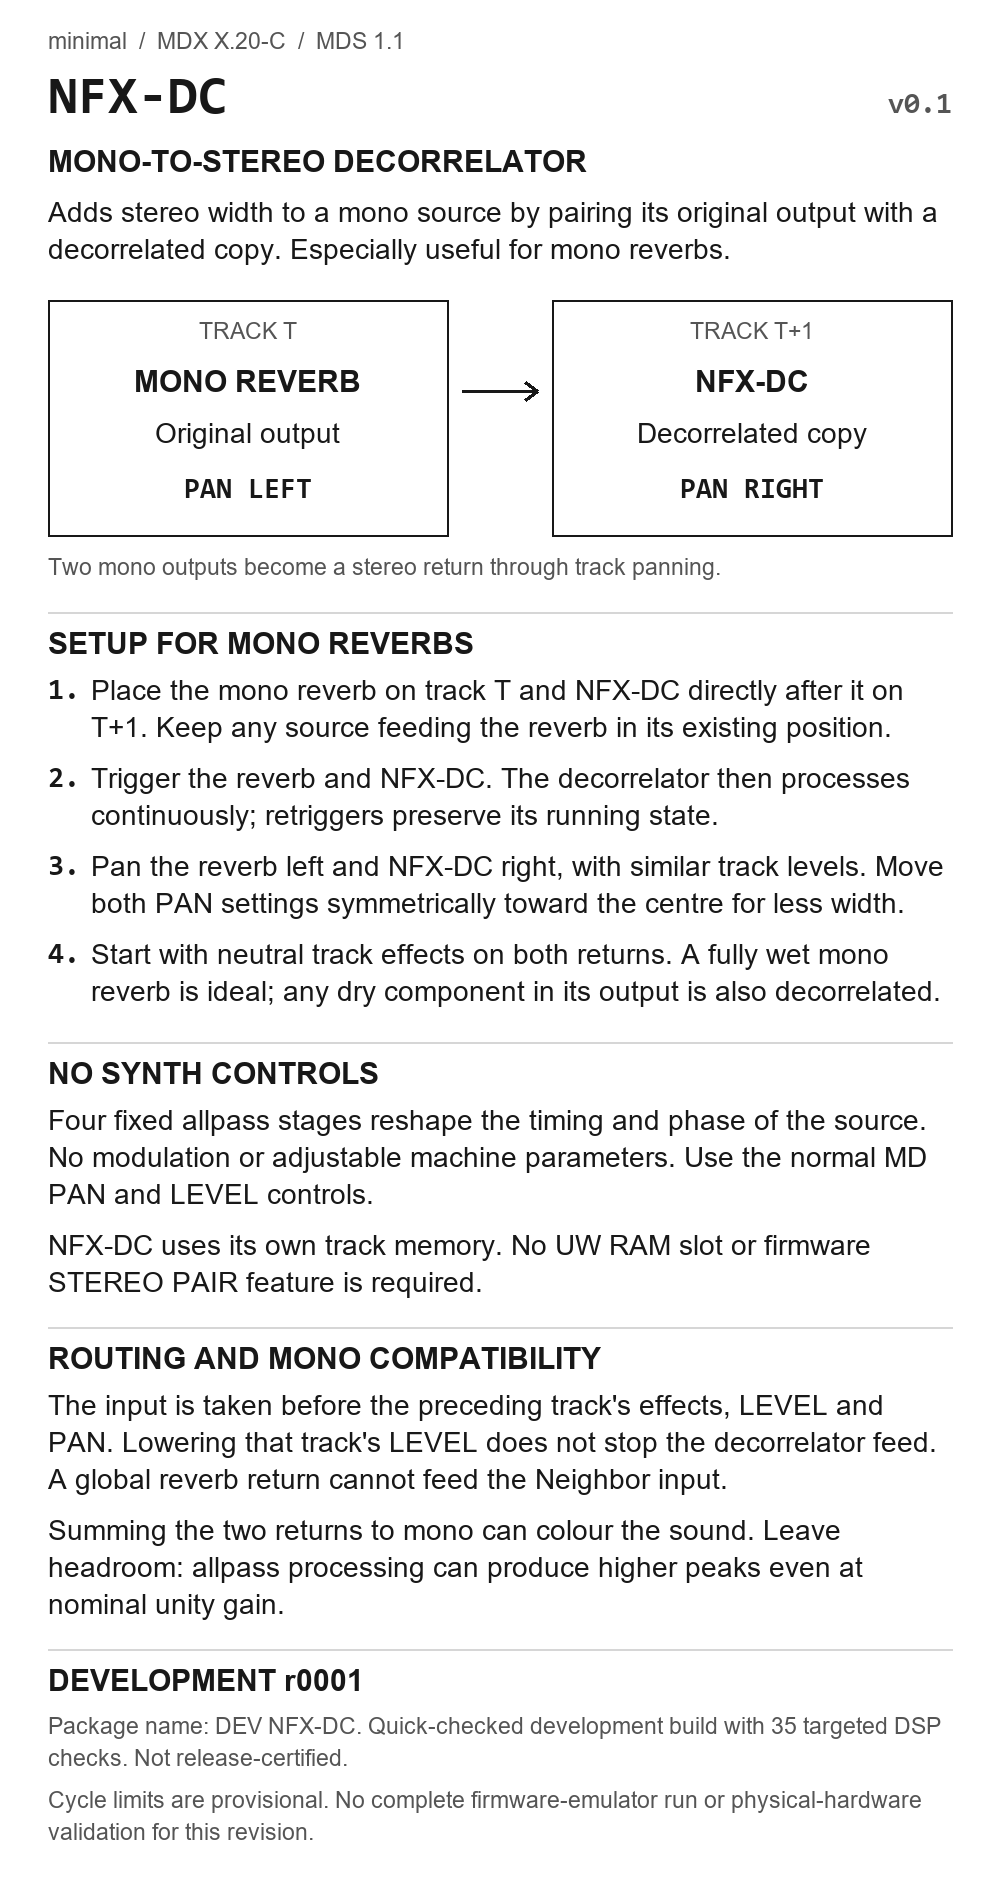 minimal / MDX X.20-C / MDS 1.1
NFX-DC
v0.1
MONO-TO-STEREO DECORRELATOR
Adds stereo width to a mono source by pairing its original output with a
decorrelated copy. Especially useful for mono reverbs.
TRACK T
MONO REVERB
Original output
PAN LEFT
TRACK T+1
NFX-DC
Decorrelated copy
PAN RIGHT
Two mono outputs become a stereo return through track panning.
SETUP FOR MONO REVERBS
1. Place the mono reverb on track T and NFX-DC directly after it on
T+1. Keep any source feeding the reverb in its existing position.
2. Trigger the reverb and NFX-DC. The decorrelator then processes
continuously; retriggers preserve its running state.
3. Pan the reverb left and NFX-DC right, with similar track levels. Move
both PAN settings symmetrically toward the centre for less width.
4. Start with neutral track effects on both returns. A fully wet mono
reverb is ideal; any dry component in its output is also decorrelated.
NO SYNTH CONTROLS
Four fixed allpass stages reshape the timing and phase of the source.
No modulation or adjustable machine parameters. Use the normal MD
PAN and LEVEL controls.
NFX-DC uses its own track memory. No UW RAM slot or firmware
STEREO PAIR feature is required.
ROUTING AND MONO COMPATIBILITY
The input is taken before the preceding track's effects, LEVEL and
PAN. Lowering that track's LEVEL does not stop the decorrelator feed.
A global reverb return cannot feed the Neighbor input.
Summing the two returns to mono can colour the sound. Leave
headroom: allpass processing can produce higher peaks even at
nominal unity gain.
DEVELOPMENT r0001
Package name: DEV NFX-DC. Quick-checked development build with 35 targeted DSP
checks. Not release-certified.
Cycle limits are provisional. No complete firmware-emulator run or physical-hardware
validation for this revision.